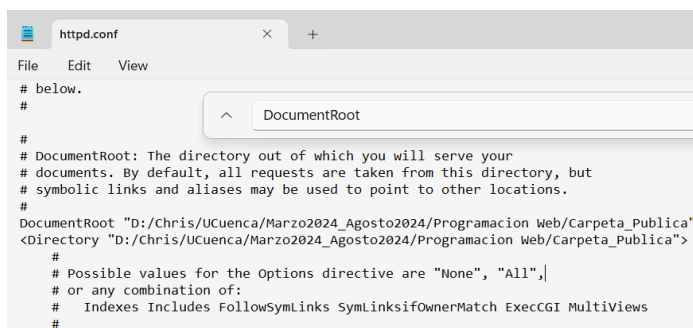 httpd.conf
File Edit View
# below.
#
DocumentRoot
#
# DocumentRoot: The directory out of which you will serve your
# documents. By default, all requests are taken from this directory, but
# symbolic links and aliases may be used to point to other locations.
#
DocumentRoot "D:/Chris/UCuenca/Marzo2024_Agosto2024/Programacion Web/Carpeta_Publica"
<Directory "D:/Chris/UCuenca/Marzo2024_Agosto2024/Programacion Web/Carpeta_Publica">
#
# Possible values for the Options directive are "None", "All",
# or any combination of:
#   Indexes Includes FollowSymLinks SymLinksifOwnerMatch ExecCGI MultiViews
#